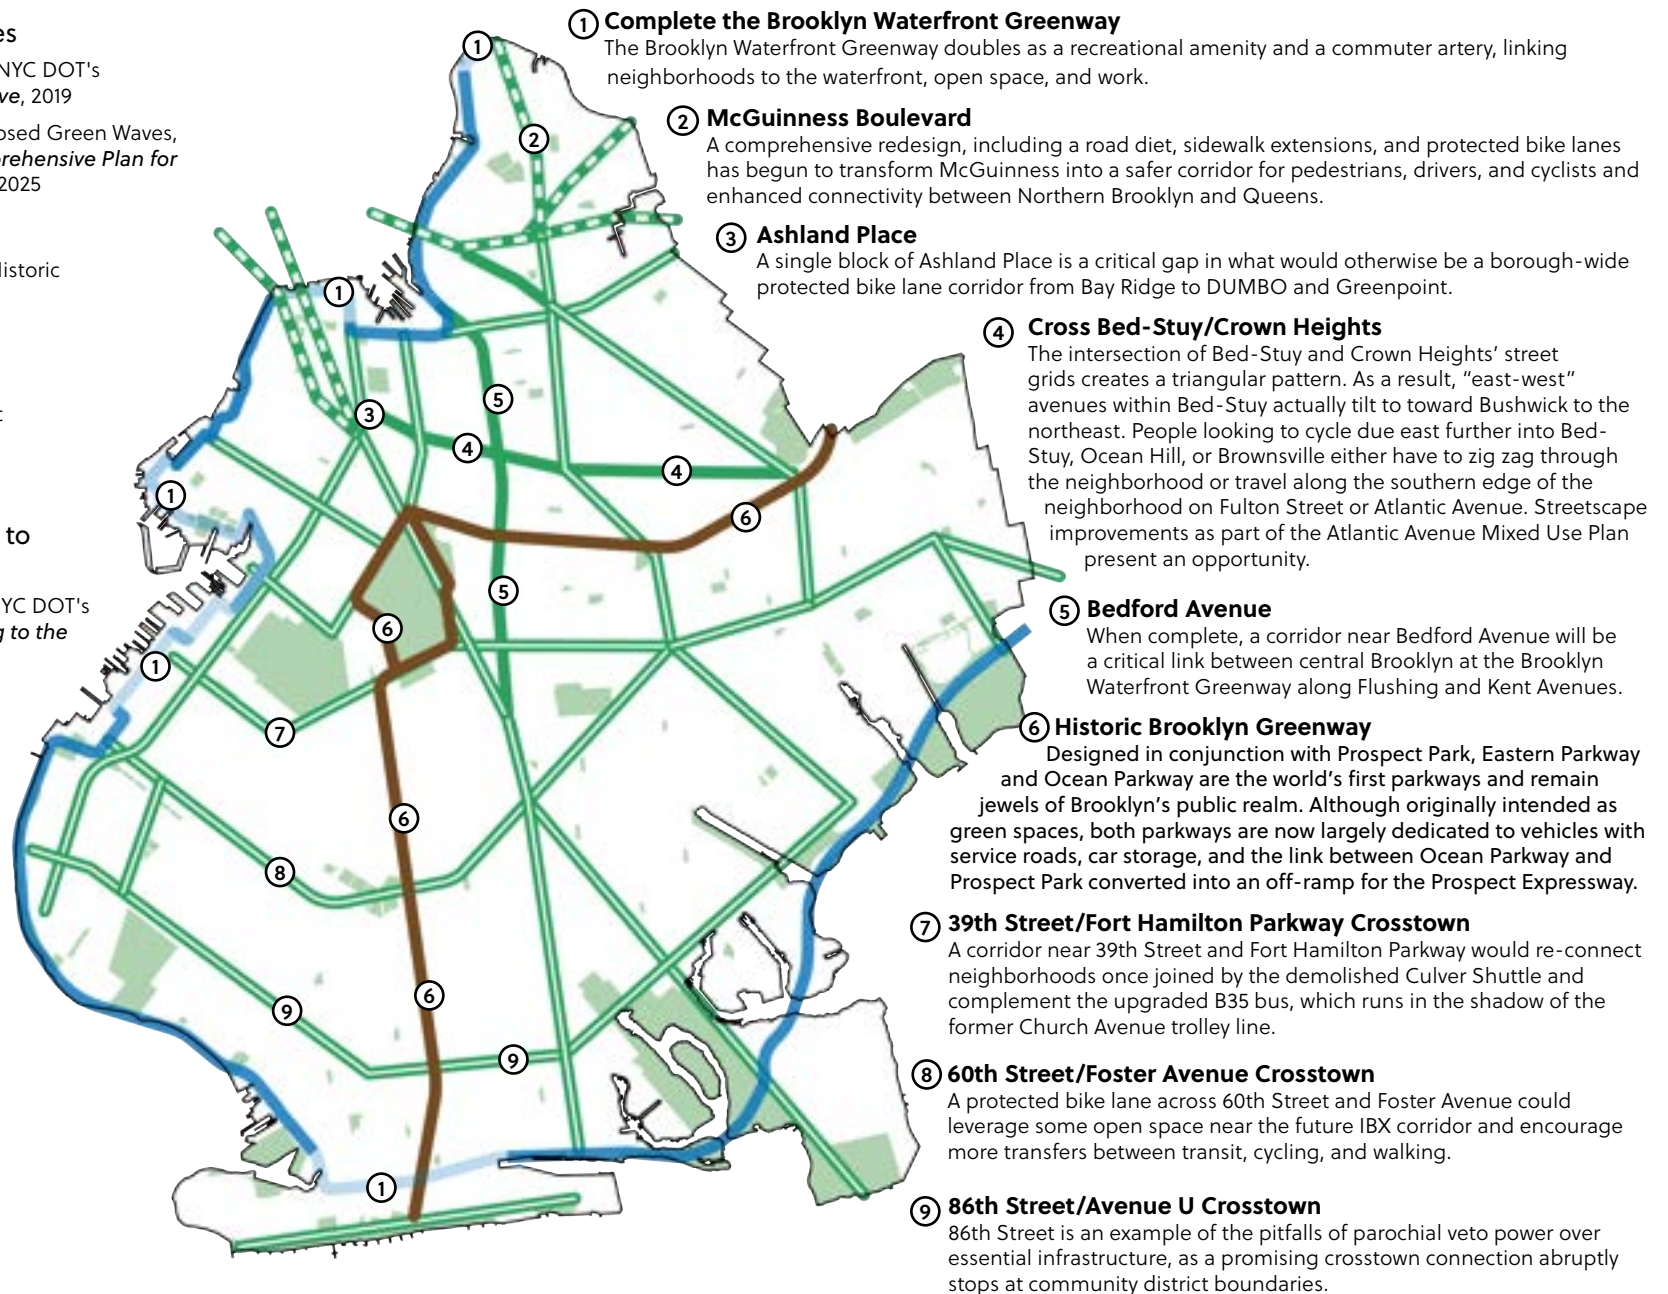 es
NYC DOT's
ve, 2019
osed Green Waves,
rehensive Plan for
2025
Historic
t
to
YC DOT's
g to the
1
2
1
3
5
4
4
1
6
5
6
1
7
6
8
6
9
9
1
1 Complete the Brooklyn Waterfront Greenway
The Brooklyn Waterfront Greenway doubles as a recreational amenity and a commuter artery, linking
neighborhoods to the waterfront, open space, and work.
2 McGuinness Boulevard
A comprehensive redesign, including a road diet, sidewalk extensions, and protected bike lanes
has begun to transform McGuinness into a safer corridor for pedestrians, drivers, and cyclists and
enhanced connectivity between Northern Brooklyn and Queens.
3 Ashland Place
A single block of Ashland Place is a critical gap in what would otherwise be a borough-wide
protected bike lane corridor from Bay Ridge to DUMBO and Greenpoint.
4 Cross Bed-Stuy/Crown Heights
The intersection of Bed-Stuy and Crown Heights’ street
grids creates a triangular pattern. As a result, “east-west”
avenues within Bed-Stuy actually tilt to toward Bushwick to the
northeast. People looking to cycle due east further into Bed-
Stuy, Ocean Hill, or Brownsville either have to zig zag through
the neighborhood or travel along the southern edge of the
neighborhood on Fulton Street or Atlantic Avenue. Streetscape
improvements as part of the Atlantic Avenue Mixed Use Plan
present an opportunity.
5 Bedford Avenue
When complete, a corridor near Bedford Avenue will be
a critical link between central Brooklyn at the Brooklyn
Waterfront Greenway along Flushing and Kent Avenues.
6 Historic Brooklyn Greenway
Designed in conjunction with Prospect Park, Eastern Parkway
and Ocean Parkway are the world’s first parkways and remain
jewels of Brooklyn’s public realm. Although originally intended as
green spaces, both parkways are now largely dedicated to vehicles with
service roads, car storage, and the link between Ocean Parkway and
Prospect Park converted into an off-ramp for the Prospect Expressway.
7 39th Street/Fort Hamilton Parkway Crosstown
A corridor near 39th Street and Fort Hamilton Parkway would re-connect
neighborhoods once joined by the demolished Culver Shuttle and
complement the upgraded B35 bus, which runs in the shadow of the
former Church Avenue trolley line.
8 60th Street/Foster Avenue Crosstown
A protected bike lane across 60th Street and Foster Avenue could
leverage some open space near the future IBX corridor and encourage
more transfers between transit, cycling, and walking.
9 86th Street/Avenue U Crosstown
86th Street is an example of the pitfalls of parochial veto power over
essential infrastructure, as a promising crosstown connection abruptly
stops at community district boundaries.